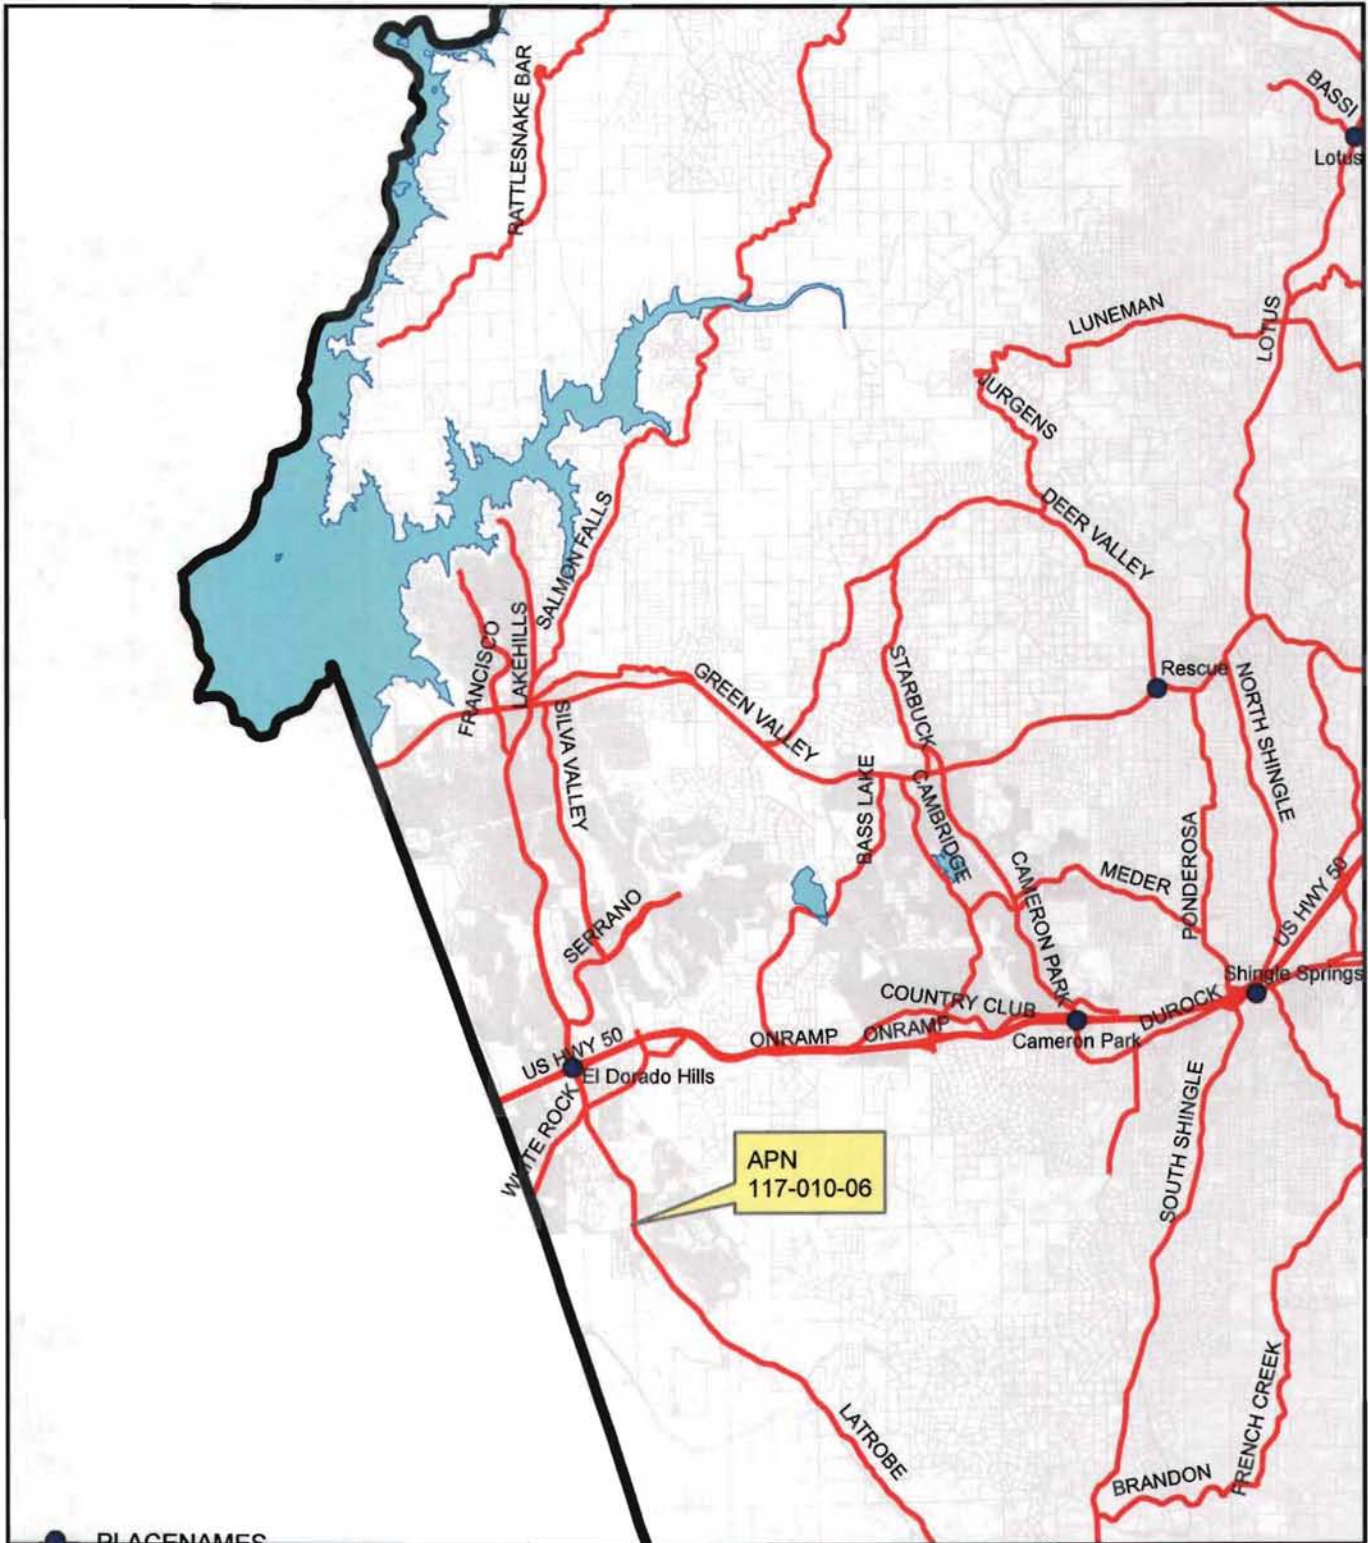 RATTLESNAKE BAR
BASSI
Lotus
LUNEMAN
LOTUS
JURGENS
DEER VALLEY
SALMON FALLS
LAKEHILLS
FRANCISCO
STARBUCK
Rescue
GREEN VALLEY
NORTH SHINGLE
SILVA VALLEY
BASS LAKE
CAMBRIDGE
CAMERON PARK
MEDER
PONDEROSA
US HWY 50
SERRANO
Shingle Springs
COUNTRY CLUB
DUROCK
ONRAMP
ONRAMP
Cameron Park
US HWY 50
El Dorado Hills
WHITE ROCK
SOUTH SHINGLE
APN
117-010-06
LATROBE
FRENCH CREEK
BRANDON
PLACENAMES